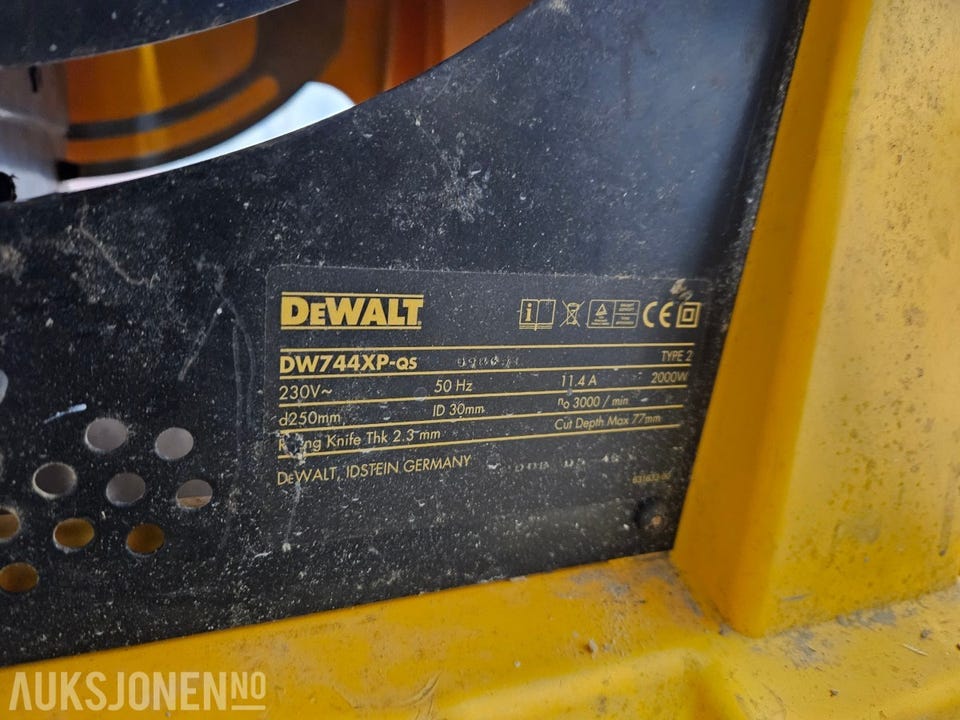 DEWALT
i CE
DW744XP-QS TYPE 2
230V~ 50 Hz 11.4 A 2000W
d250mm ID 30mm n₀ 3000 / min
Knife Thk 2.3 mm Cut Depth Max 77mm
DEWALT, IDSTEIN GERMANY
AUKSJONEN NO